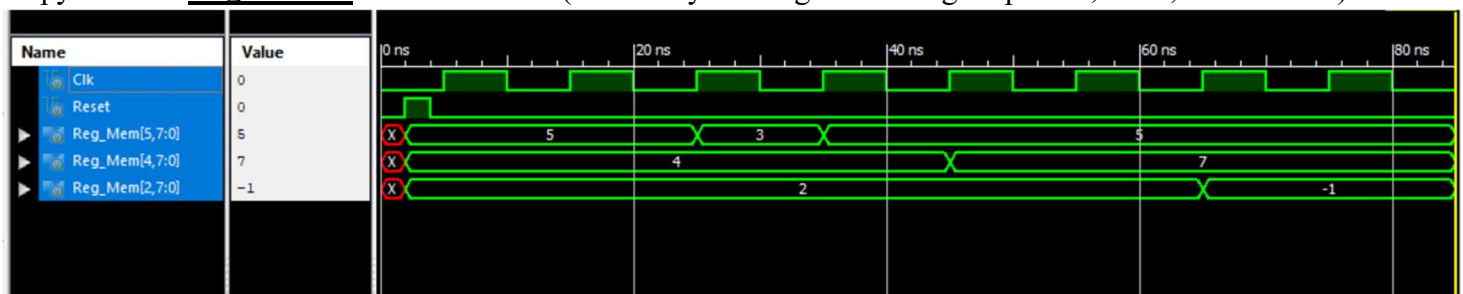 Name Value 0 ns 20 ns 40 ns 60 ns 80 ns
Clk 0
Reset 0
Reg_Mem[5,7:0] 5 X 5 3 5
Reg_Mem[4,7:0] 7 X 4 7
Reg_Mem[2,7:0] -1 X 2 -1